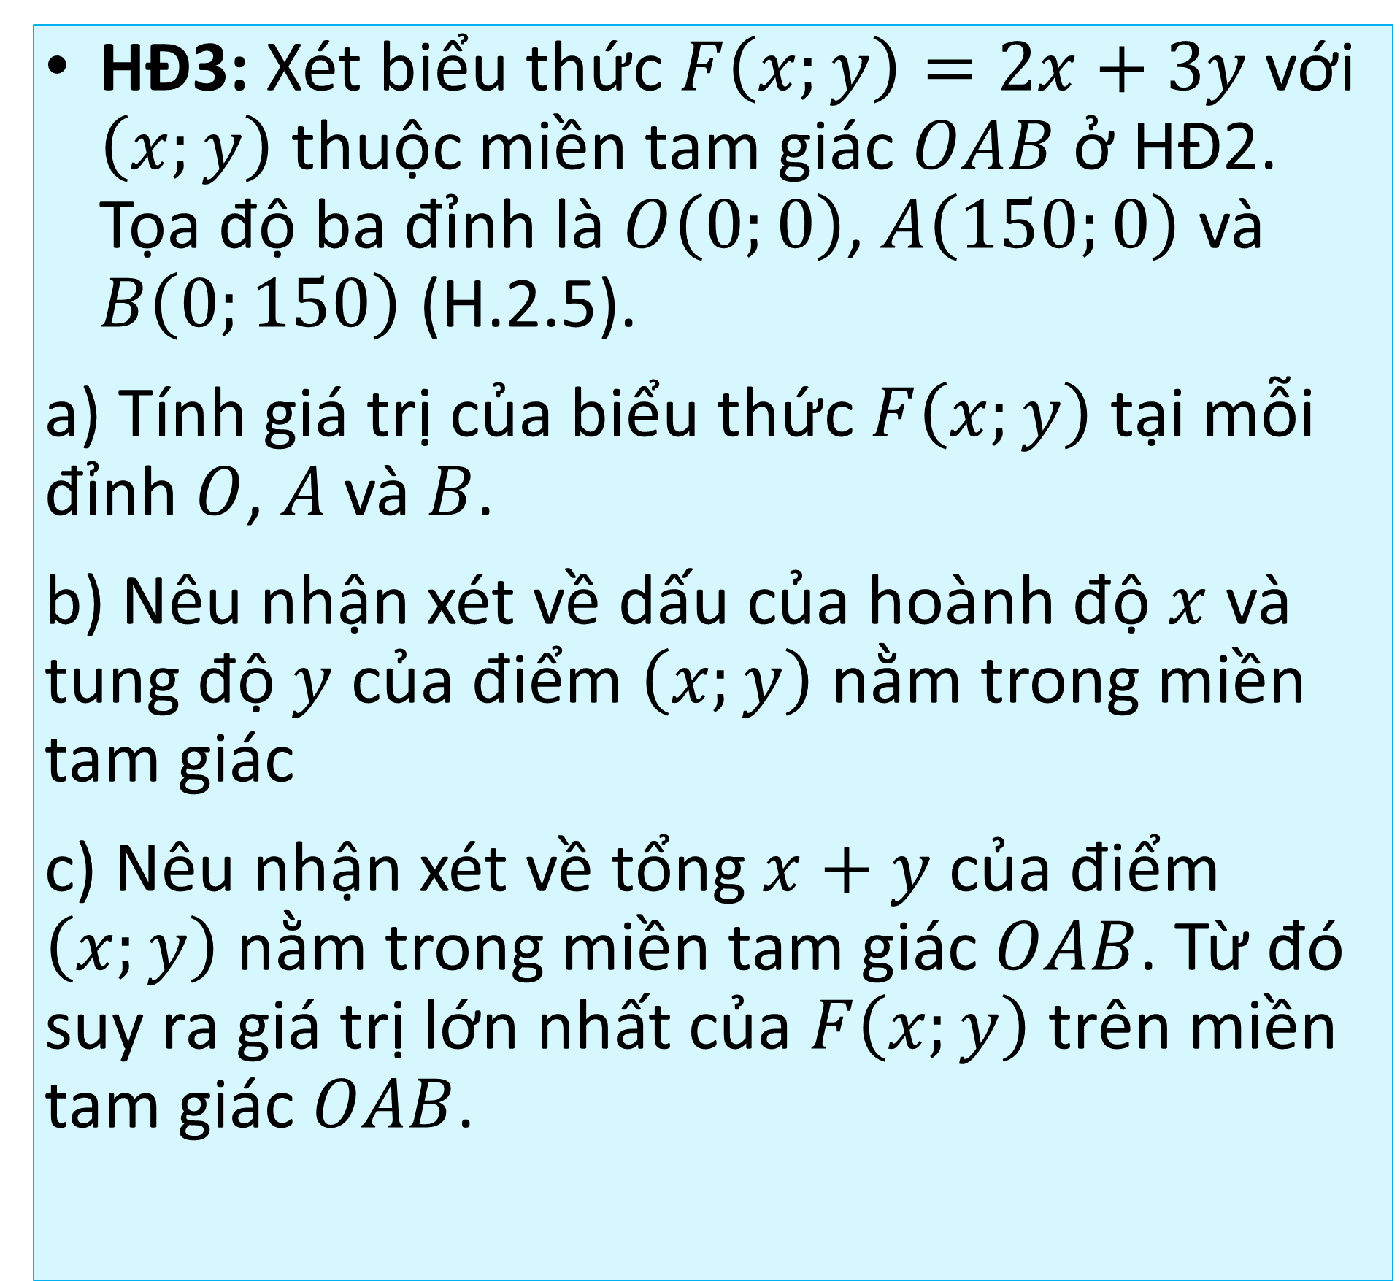 • HĐ3: Xét biểu thức F(x; y) = 2x + 3y với
(x; y) thuộc miền tam giác OAB ở HĐ2.
Tọa độ ba đỉnh là O(0; 0), A(150; 0) và
B(0; 150) (H.2.5).
a) Tính giá trị của biểu thức F(x; y) tại mỗi
đỉnh O, A và B.
b) Nêu nhận xét về dấu của hoành độ x và
tung độ y của điểm (x; y) nằm trong miền
tam giác
c) Nêu nhận xét về tổng x + y của điểm
(x; y) nằm trong miền tam giác OAB. Từ đó
suy ra giá trị lớn nhất của F(x; y) trên miền
tam giác OAB.